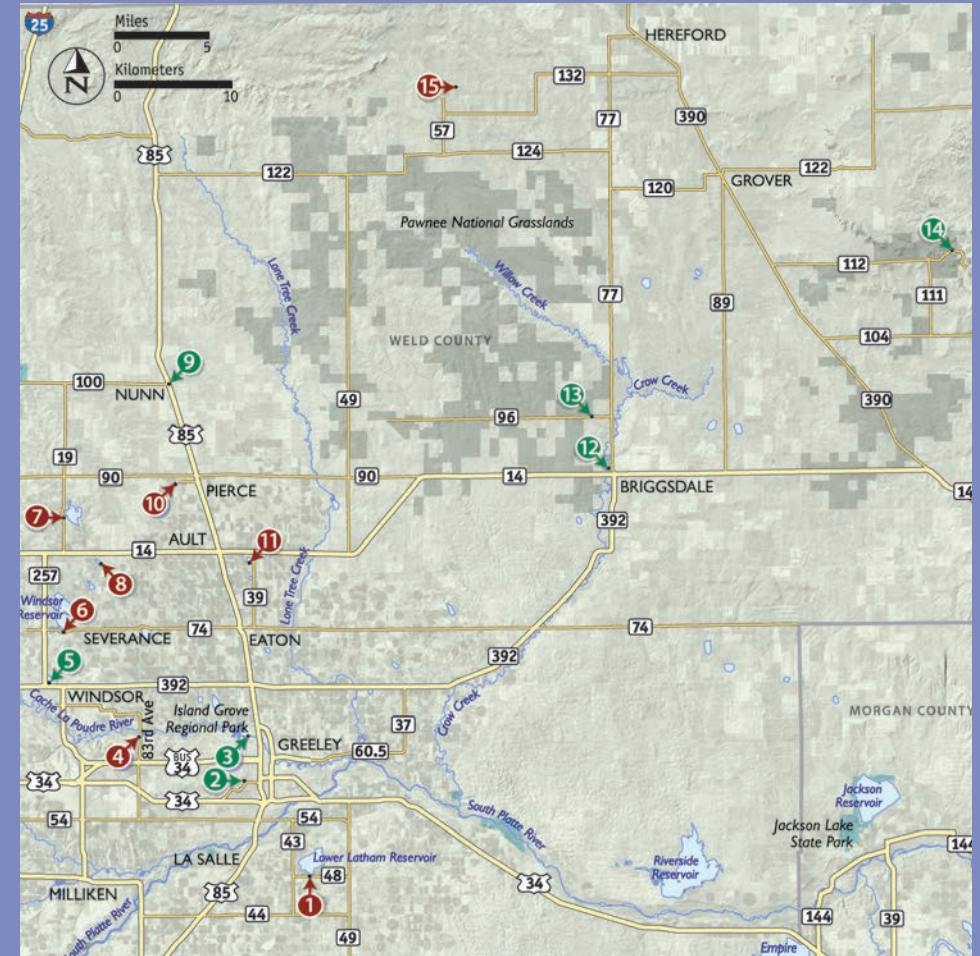 25
Miles
0 5
Kilometers
0 10
N
HEREFORD
132
15
57
77
390
85
124
122
122
120
GROVER
Pawnee National Grasslands
14
Willow Creek
Lone Tree Creek
112
77
89
111
WELD COUNTY
104
9
100
NUNN
Crow Creek
13
49
390
96
85
12
19
90
90
14
BRIGGSDALE
PIERCE
10
14
7
392
11
AULT
14
257
8
Lone Tree Creek
39
Windsor
Reservoir
6
SEVERANCE
74
EATON
74
392
5
WINDSOR
392
Cache La Poudre River
83rd Ave
Island Grove
Regional Park
Crow Creek
37
MORGAN COUNTY
4
3
GREELEY
60.5
BUS
34
2
34
34
Jackson
Reservoir
South Platte River
54
54
Jackson Lake
State Park
43
144
LA SALLE
Lower Latham Reservoir
Riverside
Reservoir
48
34
85
MILLIKEN
1
44
144
39
South Platte River
49
Empire